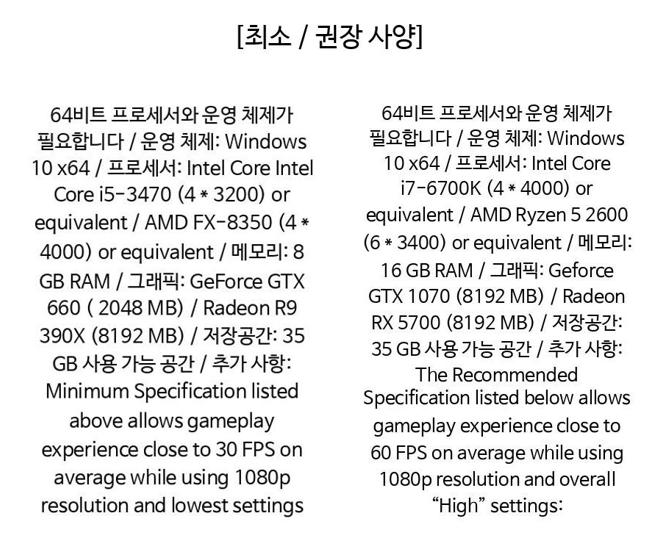 [최소 / 권장 사양]
64비트 프로세서와 운영 체제가
필요합니다 / 운영 체제: Windows
10 x64 / 프로세서: Intel Core Intel
Core i5-3470 (4 * 3200) or
equivalent / AMD FX-8350 (4 *
4000) or equivalent / 메모리: 8
GB RAM / 그래픽: GeForce GTX
660 ( 2048 MB) / Radeon R9
390X (8192 MB) / 저장공간: 35
GB 사용 가능 공간 / 추가 사항:
Minimum Specification listed
above allows gameplay
experience close to 30 FPS on
average while using 1080p
resolution and lowest settings
64비트 프로세서와 운영 체제가
필요합니다 / 운영 체제: Windows
10 x64 / 프로세서: Intel Core
i7-6700K (4 * 4000) or
equivalent / AMD Ryzen 5 2600
(6 * 3400) or equivalent / 메모리:
16 GB RAM / 그래픽: Geforce
GTX 1070 (8192 MB) / Radeon
RX 5700 (8192 MB) / 저장공간:
35 GB 사용 가능 공간 / 추가 사항:
The Recommended
Specification listed below allows
gameplay experience close to
60 FPS on average while using
1080p resolution and overall
“High” settings: